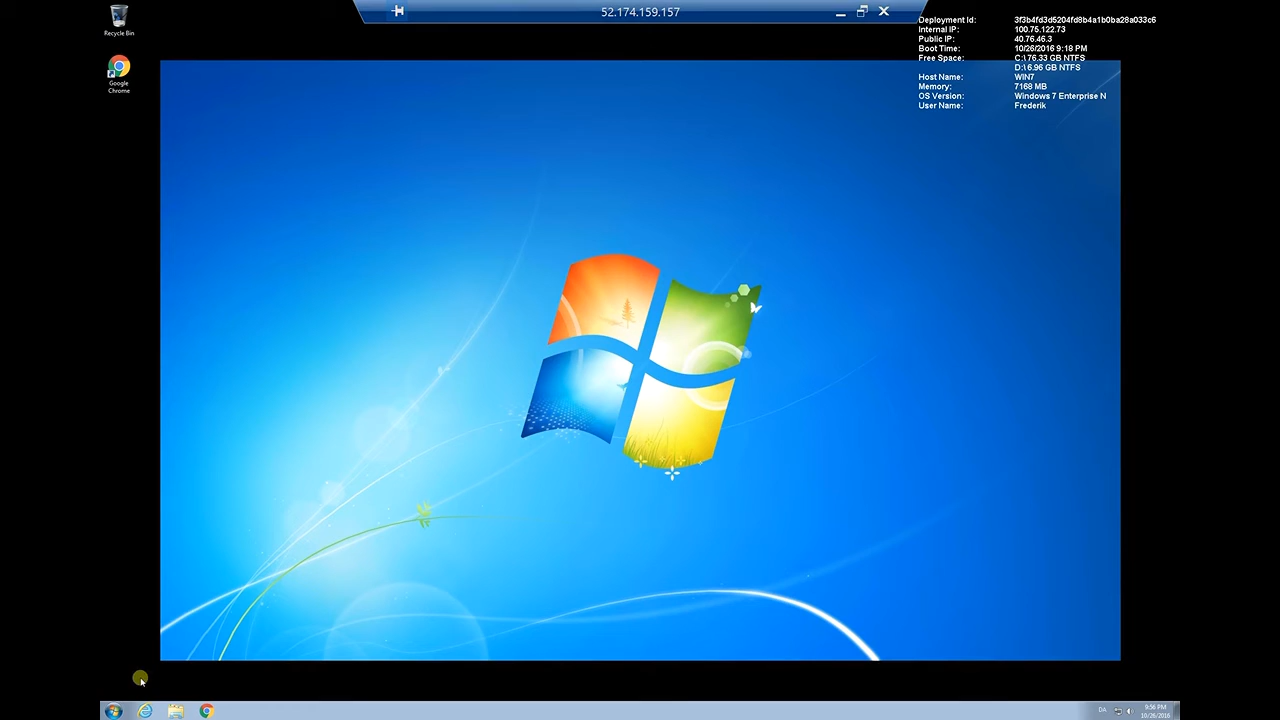 52.174.159.157
Recycle Bin
Google
Chrome
Deployment Id: 3f3b4fd3d5204fd8b4a1b0ba28a033c6
Internal IP: 100.75.122.73
Public IP: 40.76.46.3
Boot Time: 10/26/2016 9:18 PM
Free Space: C:\ 76.33 GB NTFS
D:\ 6.96 GB NTFS
Host Name: WIN7
Memory: 7168 MB
OS Version: Windows 7 Enterprise N
User Name: Frederik
DA
9:56 PM
10/26/2016